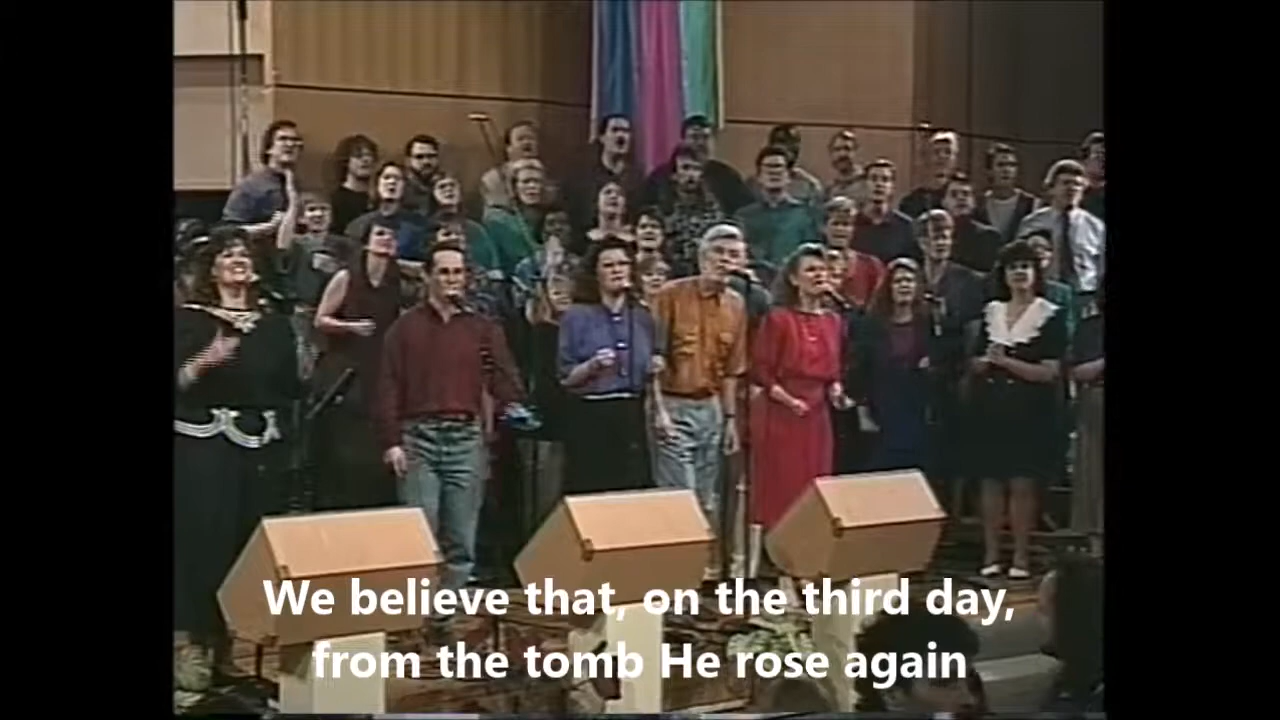 We believe that, on the third day,
from the tomb He rose again